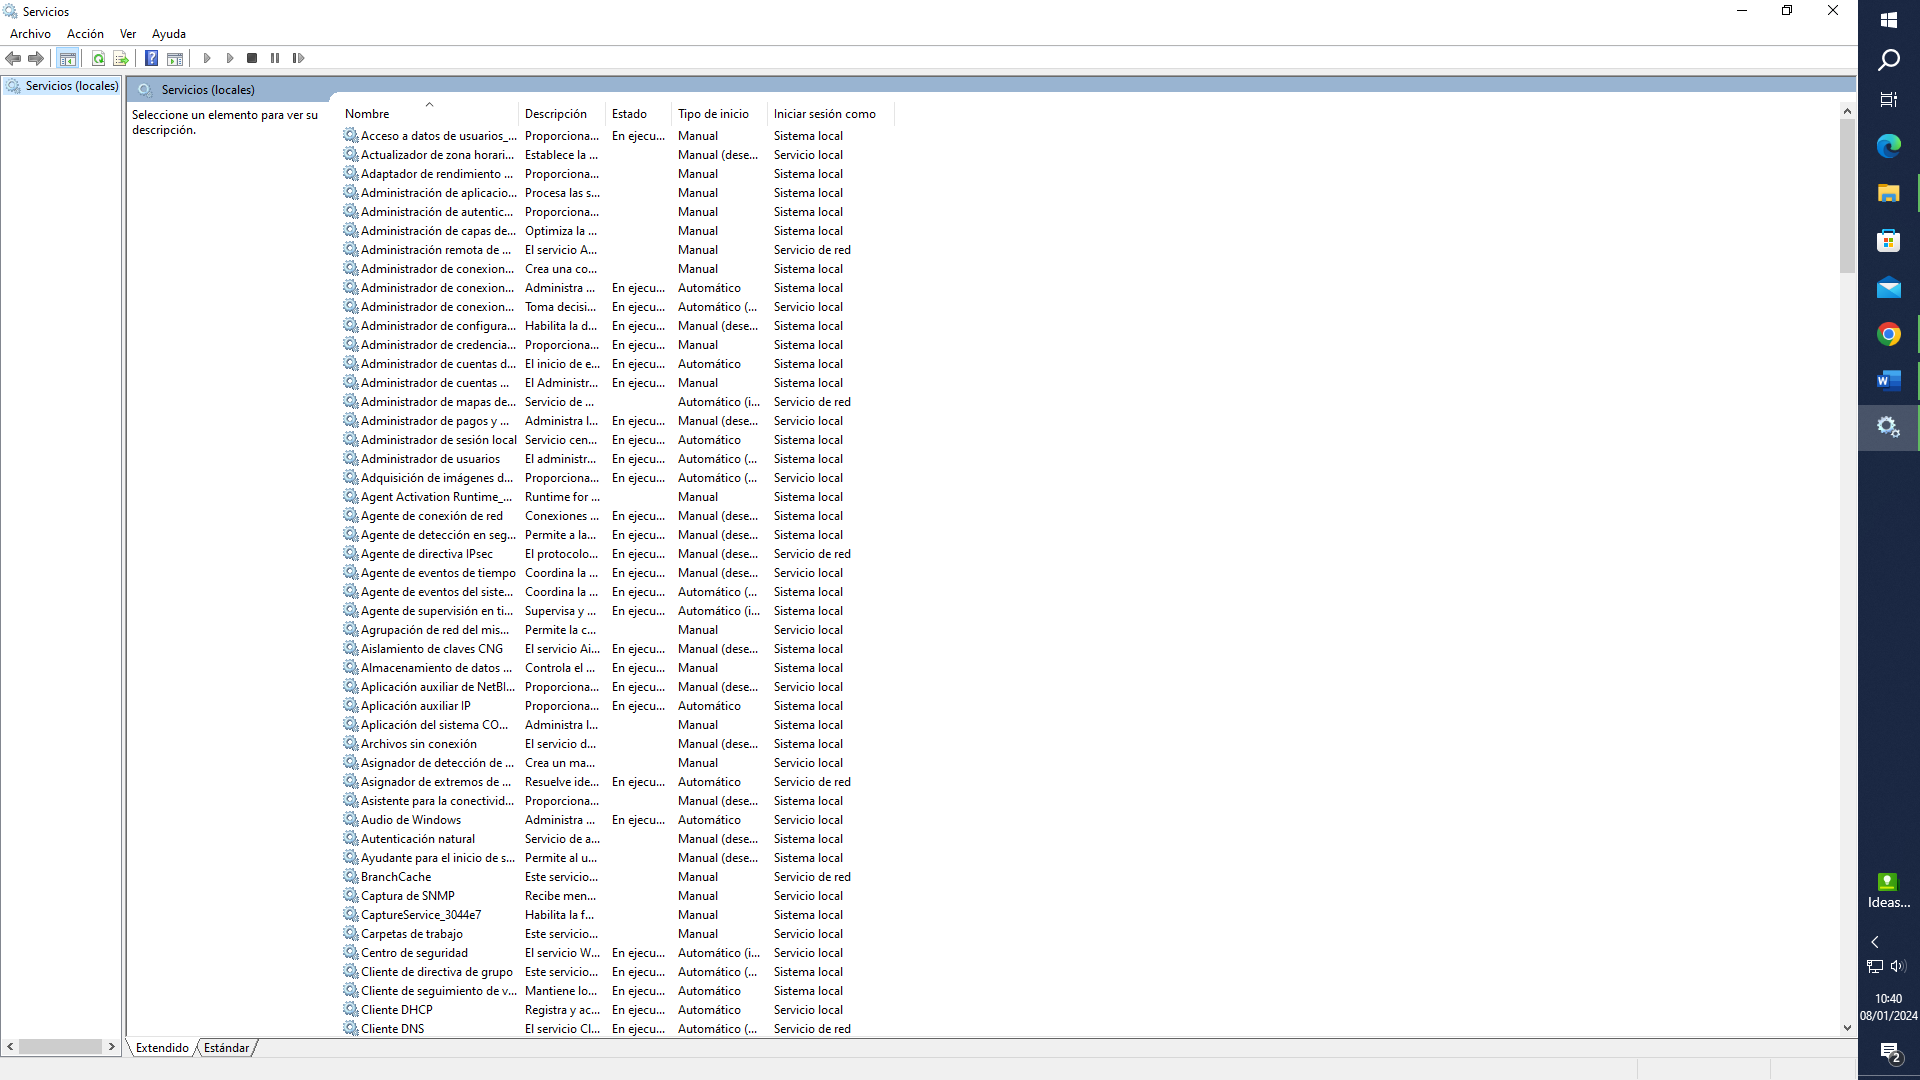 Servicios
Archivo Acción Ver Ayuda
Servicios (locales)
Servicios (locales)
Seleccione un elemento para ver su
descripción.
Nombre Descripción Estado Tipo de inicio Iniciar sesión como
Acceso a datos de usuarios_... Proporciona... En ejecu... Manual Sistema local
Actualizador de zona horari... Establece la ... Manual (dese... Servicio local
Adaptador de rendimiento ... Proporciona... Manual Sistema local
Administración de aplicacio... Procesa las s... Manual Sistema local
Administración de autentic... Proporciona... Manual Sistema local
Administración de capas de... Optimiza la ... Manual Sistema local
Administración remota de ... El servicio A... Manual Servicio de red
Administrador de conexion... Crea una co... Manual Sistema local
Administrador de conexion... Administra ... En ejecu... Automático Sistema local
Administrador de conexion... Toma decisi... En ejecu... Automático (... Servicio local
Administrador de configura... Habilita la d... En ejecu... Manual (dese... Sistema local
Administrador de credencia... Proporciona... En ejecu... Manual Sistema local
Administrador de cuentas d... El inicio de e... En ejecu... Automático Sistema local
Administrador de cuentas ... El Administr... En ejecu... Manual Sistema local
Administrador de mapas de... Servicio de ... Automático (i... Servicio de red
Administrador de pagos y ... Administra l... En ejecu... Manual (dese... Servicio local
Administrador de sesión local Servicio cen... En ejecu... Automático Sistema local
Administrador de usuarios El administr... En ejecu... Automático (... Sistema local
Adquisición de imágenes d... Proporciona... En ejecu... Automático (... Servicio local
Agent Activation Runtime_... Runtime for ... Manual Sistema local
Agente de conexión de red Conexiones ... En ejecu... Manual (dese... Sistema local
Agente de detección en seg... Permite a la... En ejecu... Manual (dese... Sistema local
Agente de directiva IPsec El protocolo... En ejecu... Manual (dese... Servicio de red
Agente de eventos de tiempo Coordina la ... En ejecu... Manual (dese... Servicio local
Agente de eventos del siste... Coordina la ... En ejecu... Automático (... Sistema local
Agente de supervisión en ti... Supervisa y ... En ejecu... Automático (i... Sistema local
Agrupación de red del mis... Permite la c... Manual Servicio local
Aislamiento de claves CNG El servicio Ai... En ejecu... Manual (dese... Sistema local
Almacenamiento de datos ... Controla el ... En ejecu... Manual Sistema local
Aplicación auxiliar de NetBI... Proporciona... En ejecu... Manual (dese... Servicio local
Aplicación auxiliar IP Proporciona... En ejecu... Automático Sistema local
Aplicación del sistema CO... Administra l... Manual Sistema local
Archivos sin conexión El servicio d... Manual (dese... Sistema local
Asignador de detección de ... Crea un ma... Manual Servicio local
Asignador de extremos de ... Resuelve ide... En ejecu... Automático Servicio de red
Asistente para la conectivid... Proporciona... Manual (dese... Sistema local
Audio de Windows Administra ... En ejecu... Automático Servicio local
Autenticación natural Servicio de a... Manual (dese... Sistema local
Ayudante para el inicio de s... Permite al u... Manual (dese... Sistema local
BranchCache Este servicio... Manual Servicio de red
Captura de SNMP Recibe men... Manual Servicio local
CaptureService_3044e7 Habilita la f... Manual Sistema local
Carpetas de trabajo Este servicio... Manual Servicio local
Centro de seguridad El servicio W... En ejecu... Automático (i... Servicio local
Cliente de directiva de grupo Este servicio... En ejecu... Automático (... Sistema local
Cliente de seguimiento de v... Mantiene lo... En ejecu... Automático Sistema local
Cliente DHCP Registra y ac... En ejecu... Automático Servicio local
Cliente DNS El servicio Cl... En ejecu... Automático (... Servicio de red
Extendido Estándar
Ideas...
10:40
08/01/2024
2